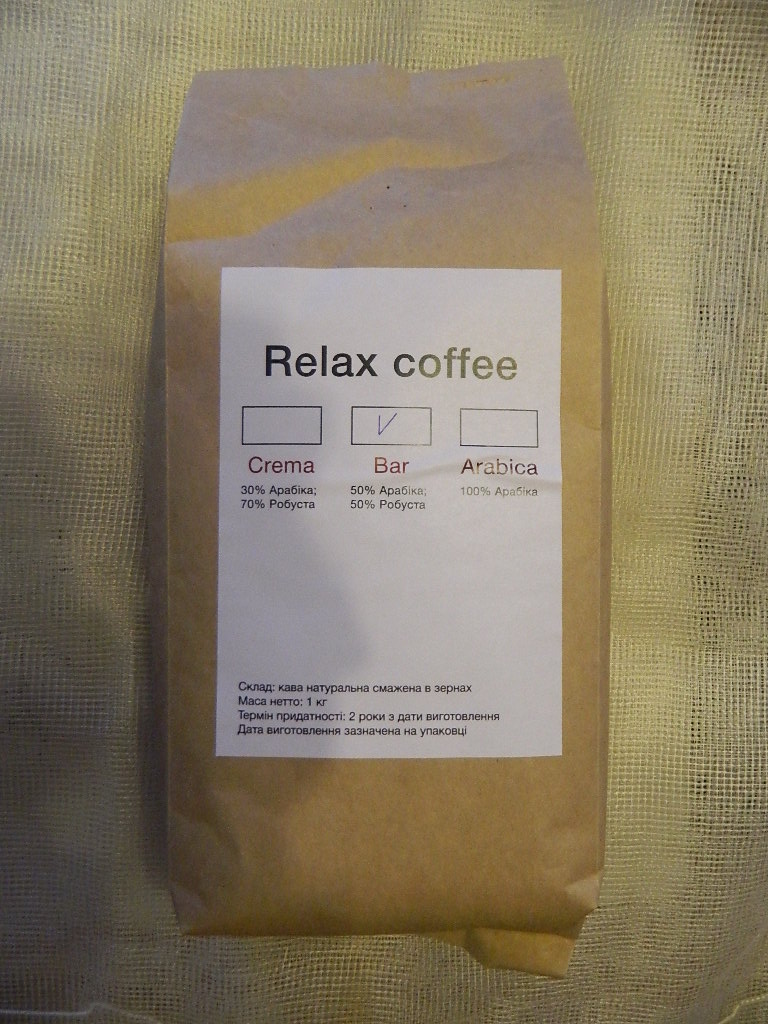 Relax coffee
V
Crema Bar Arabica
30% Арабіка; 50% Арабіка; 100% Арабіка
70% Робуста 50% Робуста
Склад: кава натуральна смажена в зернах
Маса нетто: 1 кг
Термін придатності: 2 роки з дати виготовлення
Дата виготовлення зазначена на упаковці